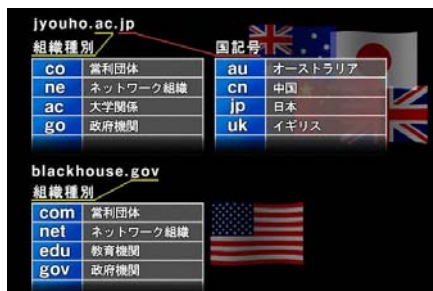 jyouho.ac.jp
組織種別
co 営利団体
ne ネットワーク組織
ac 大学関係
go 政府機関
国記号
au オーストラリア
cn 中国
jp 日本
uk イギリス
blackhouse.gov
組織種別
com 営利団体
net ネットワーク組織
edu 教育機関
gov 政府機関